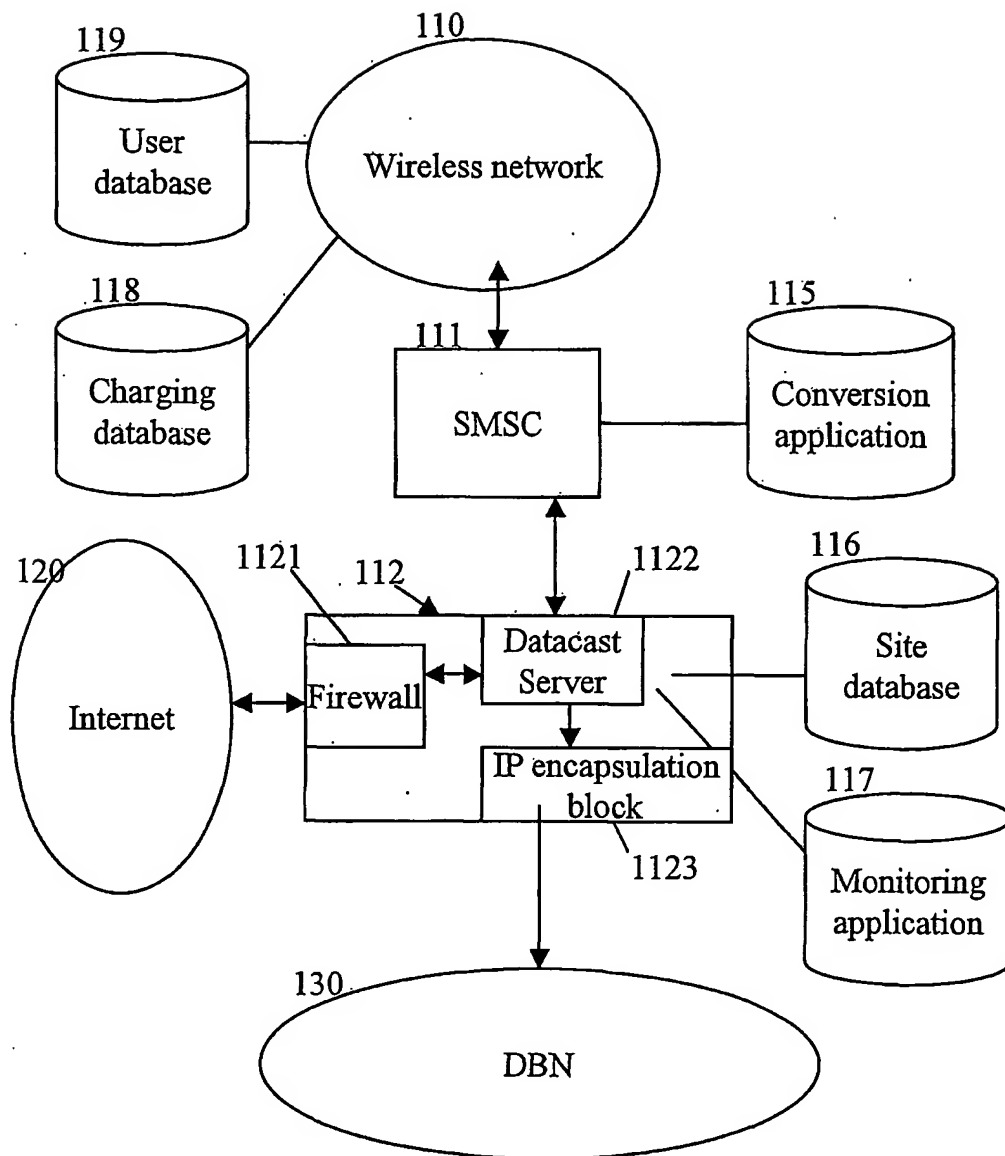 119
110
User
database
Wireless network
118
115
111
Charging
database
SMSC
Conversion
application
120
1121
112
1122
116
Datacast
Server
Site
database
Internet
Firewall
IP encapsulation
block
117
1123
Monitoring
application
130
DBN